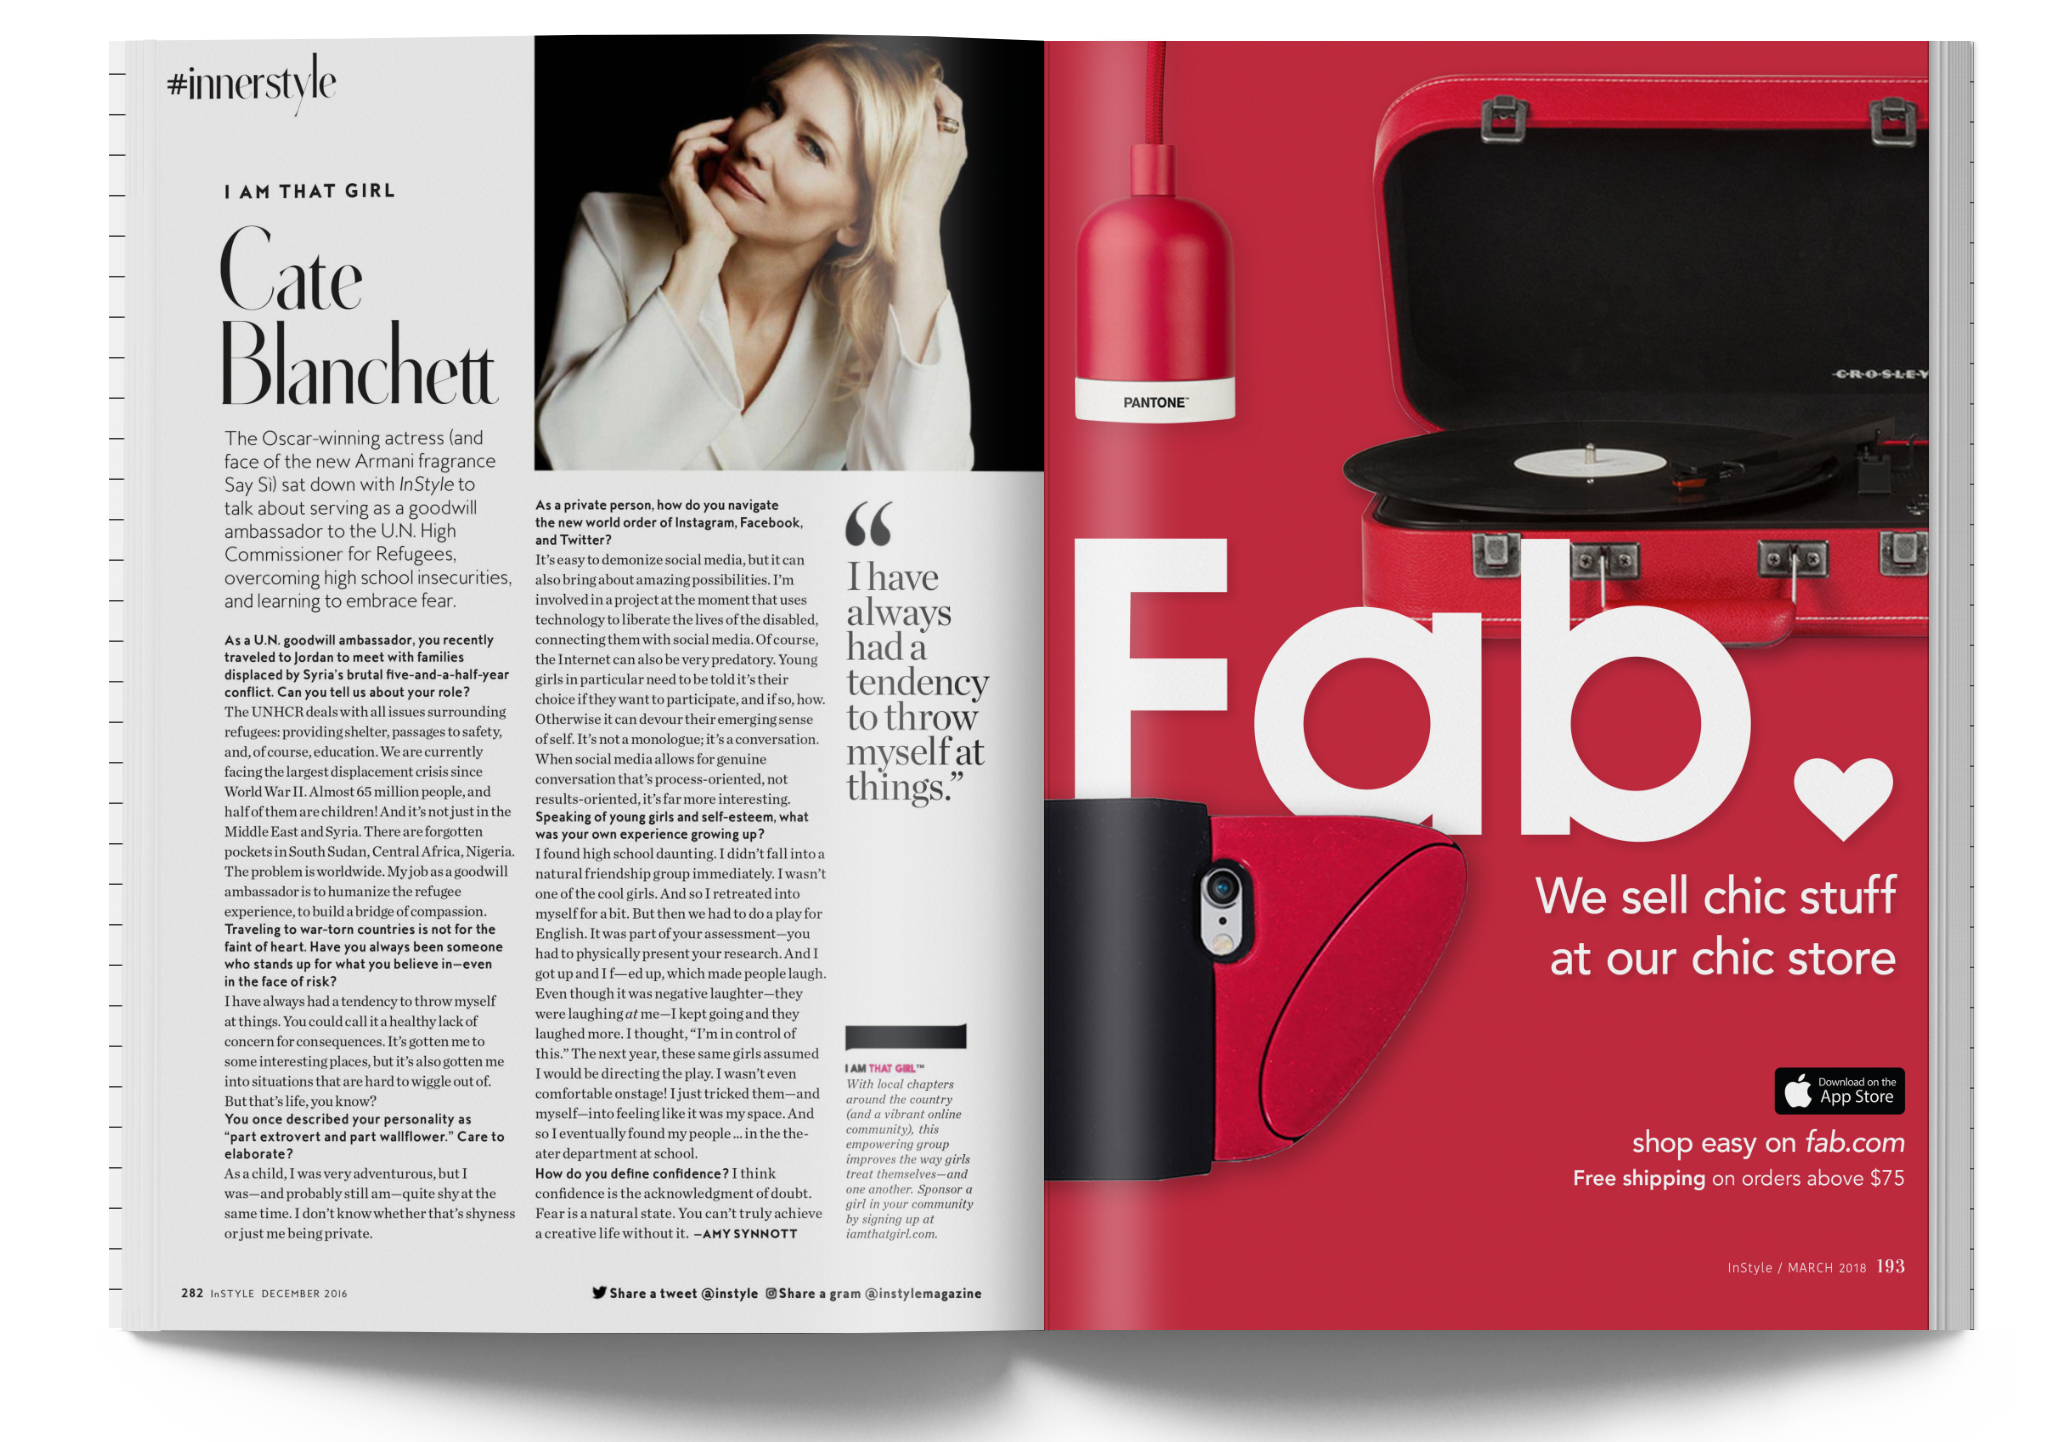 #innerstyle
I AM THAT GIRL
Cate
Blanchett
The Oscar-winning actress (and
face of the new Armani fragrance
Say Sì) sat down with InStyle to
talk about serving as a goodwill
ambassador to the U.N. High
Commissioner for Refugees,
overcoming high school insecurities,
and learning to embrace fear.
As a U.N. goodwill ambassador, you recently
traveled to Jordan to meet with families
displaced by Syria's brutal five-and-a-half-year
conflict. Can you tell us about your role?
The UNHCR deals with all issues surrounding
refugees: providing shelter, passages to safety,
and, of course, education. We are currently
facing the largest displacement crisis since
World War II. Almost 65 million people, and
half of them are children! And it's not just in the
Middle East and Syria. There are forgotten
pockets in South Sudan, Central Africa, Nigeria.
The problem is worldwide. My job as a goodwill
ambassador is to humanize the refugee
experience, to build a bridge of compassion.
Traveling to war-torn countries is not for the
faint of heart. Have you always been someone
who stands up for what you believe in—even
in the face of risk?
I have always had a tendency to throw myself
at things. You could call it a healthy lack of
concern for consequences. It's gotten me to
some interesting places, but it's also gotten me
into situations that are hard to wiggle out of.
But that's life, you know?
You once described your personality as
“part extrovert and part wallflower.” Care to
elaborate?
As a child, I was very adventurous, but I
was—and probably still am—quite shy at the
same time. I don't know whether that's shyness
or just me being private.
As a private person, how do you navigate
the new world order of Instagram, Facebook,
and Twitter?
It's easy to demonize social media, but it can
also bring about amazing possibilities. I'm
involved in a project at the moment that uses
technology to liberate the lives of the disabled,
connecting them with social media. Of course,
the Internet can also be very predatory. Young
girls in particular need to be told it's their
choice if they want to participate, and if so, how.
Otherwise it can devour their emerging sense
of self. It's not a monologue; it's a conversation.
When social media allows for genuine
conversation that's process-oriented, not
results-oriented, it's far more interesting.
Speaking of young girls and self-esteem, what
was your own experience growing up?
I found high school daunting. I didn't fall into a
natural friendship group immediately. I wasn't
one of the cool girls. And so I retreated into
myself for a bit. But then we had to do a play for
English. It was part of your assessment—you
had to physically present your research. And I
got up and I f—ed up, which made people laugh.
Even though it was negative laughter—they
were laughing at me—I kept going and they
laughed more. I thought, “I'm in control of
this.” The next year, these same girls assumed
I would be directing the play. I wasn't even
comfortable onstage! I just tricked them—and
myself—into feeling like it was my space. And
so I eventually found my people ... in the the-
ater department at school.
How do you define confidence? I think
confidence is the acknowledgment of doubt.
Fear is a natural state. You can't truly achieve
a creative life without it. —AMY SYNNOTT
“
I have
always
had a
tendency
to throw
myself at
things.”
I AM THAT GIRL™
With local chapters
around the country
(and a vibrant online
community), this
empowering group
improves the way girls
treat themselves—and
one another. Sponsor a
girl in your community
by signing up at
iamthatgirl.com.
282 InSTYLE DECEMBER 2016
Share a tweet @instyle Share a gram @instylemagazine
PANTONE™
CROSLEY
Fab.
We sell chic stuff
at our chic store
Download on the
App Store
shop easy on fab.com
Free shipping on orders above $75
InStyle / MARCH 2018 193